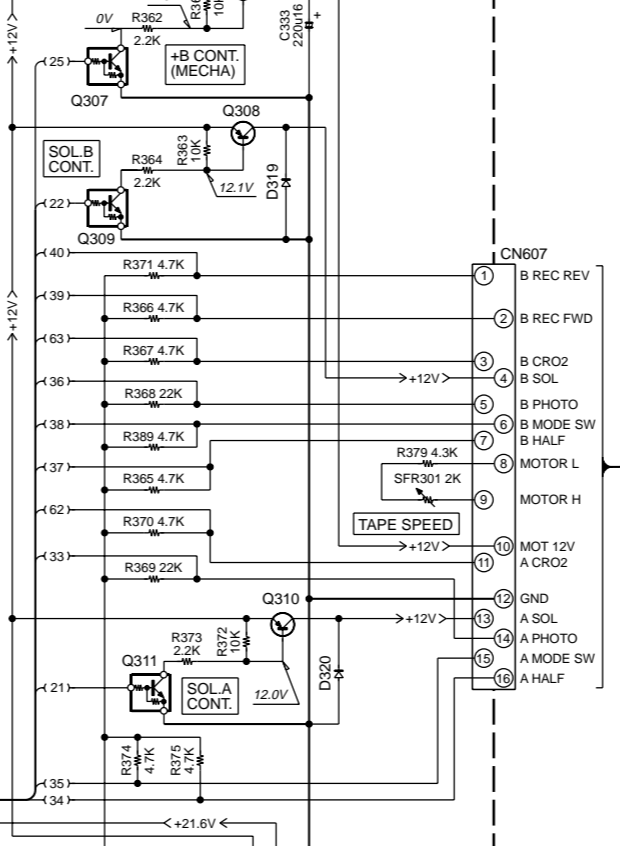 0V
R362
2.2K
R36
10K
C333
220u16
+
+12V
25
+B CONT.
(MECHA)
Q307
Q308
SOL.B
CONT.
R364
2.2K
R363
10K
12.1V
D319
22
Q309
40
CN607
R371 4.7K
1 B REC REV
39
+12V
R366 4.7K
2 B REC FWD
63
R367 4.7K
3 B CRO2
36
+12V
4 B SOL
R368 22K
5 B PHOTO
38
6 B MODE SW
R389 4.7K
7 B HALF
37
R379 4.3K
8 MOTOR L
R365 4.7K
SFR301 2K
9 MOTOR H
62
R370 4.7K
TAPE SPEED
+12V
10 MOT 12V
33
11 A CRO2
R369 22K
Q310
12 GND
+12V
13 A SOL
R373
2.2K
R372
10K
14 A PHOTO
Q311
D320
15 A MODE SW
21
SOL.A
CONT.
12.0V
16 A HALF
R374
4.7K
R375
4.7K
35
34
+21.6V